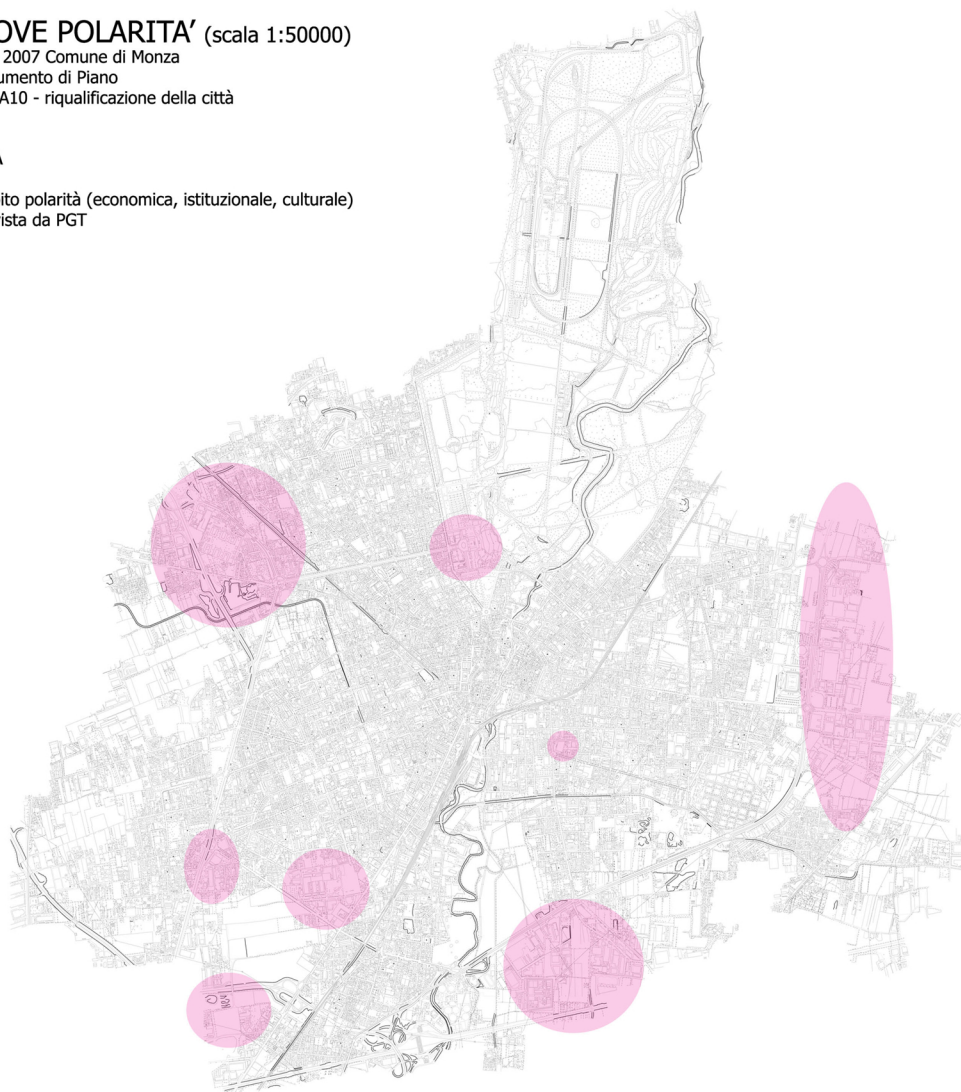 OVE POLARITA' (scala 1:50000)
2007 Comune di Monza
umento di Piano
A10 - riqualificazione della città
A
ito polarità (economica, istituzionale, culturale)
ista da PGT